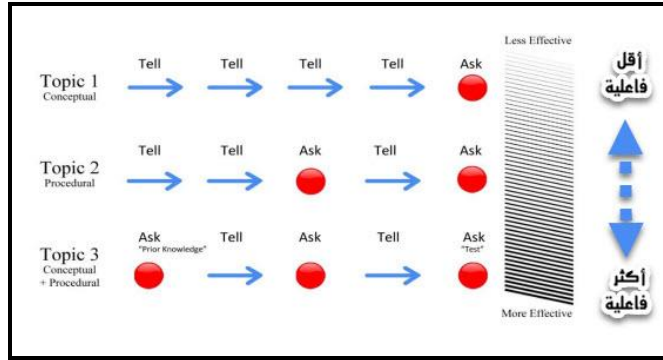 Less Effective
أقل
فاعلية
Tell Tell Tell Tell Ask
Topic 1
Conceptual
Tell Tell Ask Tell Ask
Topic 2
Procedural
Ask Tell Ask Tell Ask
"Prior Knowledge" "Test"
Topic 3
Conceptual
+ Procedural
أكثر
فاعلية
More Effective